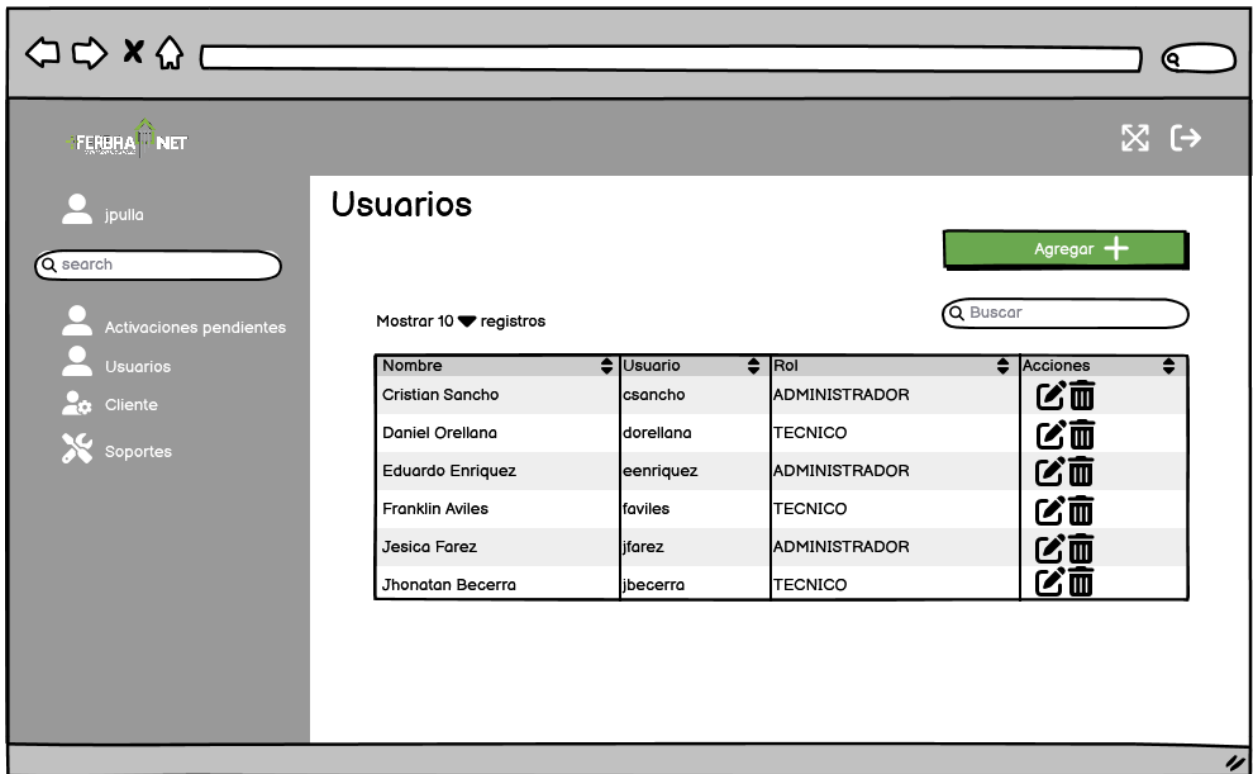 FERBRA NET
jpulla
Usuarios
Agregar
search
Mostrar 10 registros
Buscar
Activaciones pendientes
Usuarios
Cliente
Soportes
Nombre Usuario Rol Acciones
Cristian Sancho csancho ADMINISTRADOR
Daniel Orellana dorellana TECNICO
Eduardo Enriquez eenriquez ADMINISTRADOR
Franklin Aviles faviles TECNICO
Jesica Farez jfarez ADMINISTRADOR
Jhonatan Becerra jbecerra TECNICO